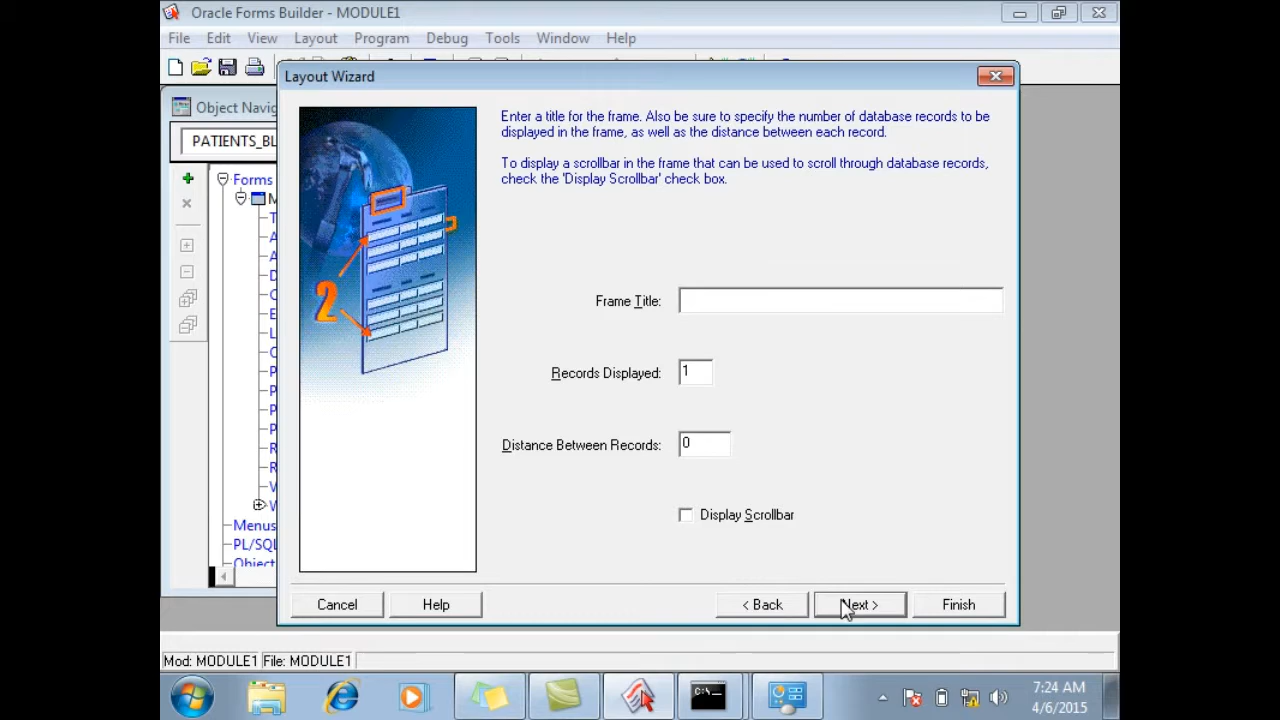 Oracle Forms Builder - MODULE1
File Edit View Layout Program Debug Tools Window Help
Layout Wizard
Object Navig
PATIENTS_BL
Forms
M
T
A
A
D
C
E
L
C
P
P
P
P
R
R
V
W
Menus
PL/SQL
Object
Enter a title for the frame. Also be sure to specify the number of database records to be
displayed in the frame, as well as the distance between each record.
To display a scrollbar in the frame that can be used to scroll through database records,
check the 'Display Scrollbar' check box.
2
Frame Title:
Records Displayed: 1
Distance Between Records: 0
Display Scrollbar
Cancel Help < Back Next > Finish
Mod: MODULE1 File: MODULE1
C:\.
7:24 AM
4/6/2015